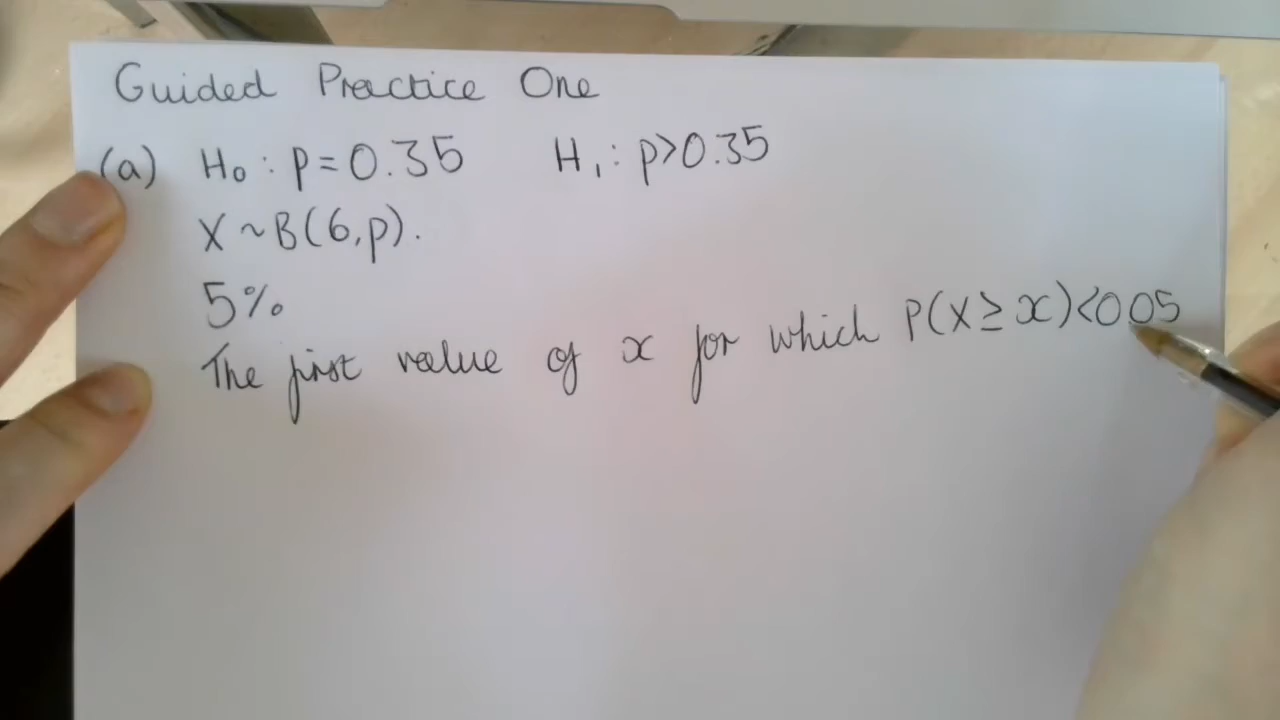 Guided Practice One
(a) H₀ : p = 0.35 H₁ : p > 0.35
X ~ B(6, p).
5%
The first value of x for which P(X ≥ x) < 0.05